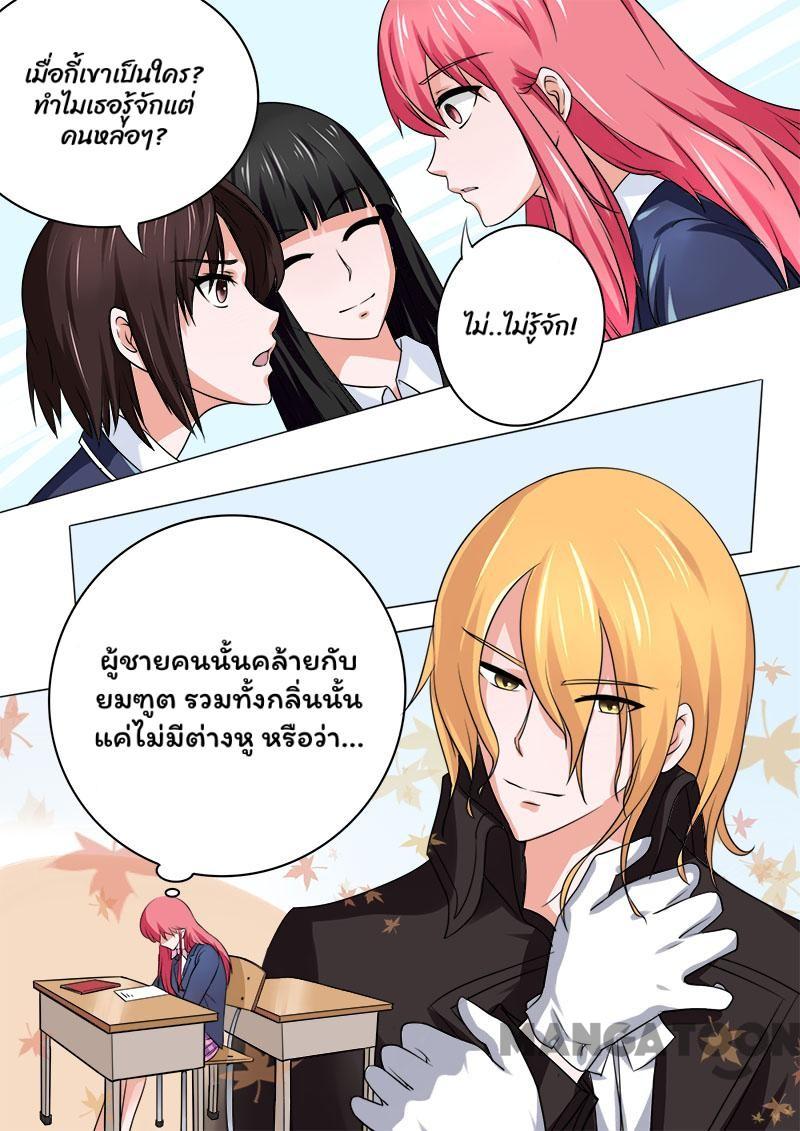 เมื่อกี้เขาเป็นใคร?
ทำไมเธอรู้จักแต่
คนหล่อๆ?
ไม่..ไม่รู้จัก!
ผู้ชายคนนั้นคล้ายกับ
ยมฑูต รวมทั้งกลิ่นนั้น
แค่ไม่มีต่างหู หรือว่า...
MANGATOON